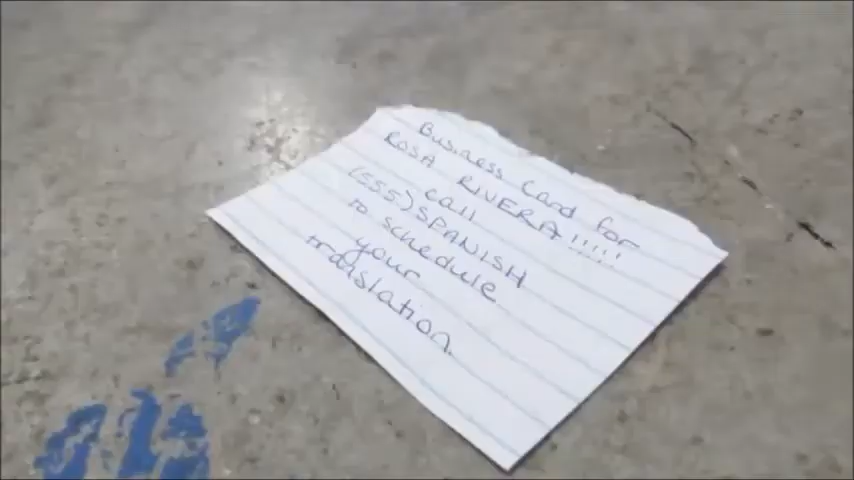 Business Card for
ROSA RIVERA!!!!!
call
(555)SPANISH
to schedule
your
translation.